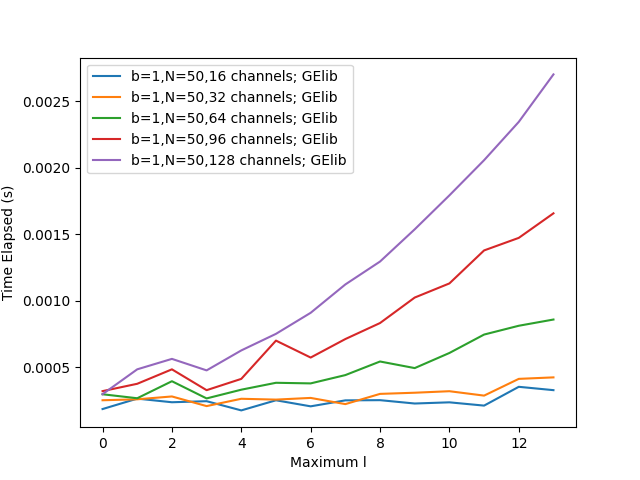 b=1,N=50,16 channels; GElib
b=1,N=50,32 channels; GElib
b=1,N=50,64 channels; GElib
b=1,N=50,96 channels; GElib
b=1,N=50,128 channels; GElib
0.0025
0.0020
0.0015
0.0010
0.0005
Time Elapsed (s)
0 2 4 6 8 10 12
Maximum l